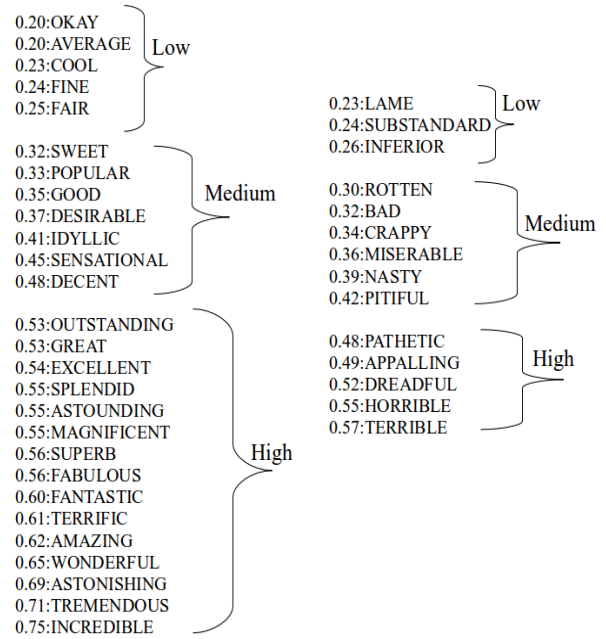 0.20:OKAY
0.20:AVERAGE
0.23:COOL
0.24:FINE
0.25:FAIR
Low
0.32:SWEET
0.33:POPULAR
0.35:GOOD
0.37:DESIRABLE
0.41:IDYLLIC
0.45:SENSATIONAL
0.48:DECENT
Medium
0.53:OUTSTANDING
0.53:GREAT
0.54:EXCELLENT
0.55:SPLENDID
0.55:ASTOUNDING
0.55:MAGNIFICENT
0.56:SUPERB
0.56:FABULOUS
0.60:FANTASTIC
0.61:TERRIFIC
0.62:AMAZING
0.65:WONDERFUL
0.69:ASTONISHING
0.71:TREMENDOUS
0.75:INCREDIBLE
High
0.23:LAME
0.24:SUBSTANDARD
0.26:INFERIOR
Low
0.30:ROTTEN
0.32:BAD
0.34:CRAPPY
0.36:MISERABLE
0.39:NASTY
0.42:PITIFUL
Medium
0.48:PATHETIC
0.49:APPALLING
0.52:DREADFUL
0.55:HORRIBLE
0.57:TERRIBLE
High